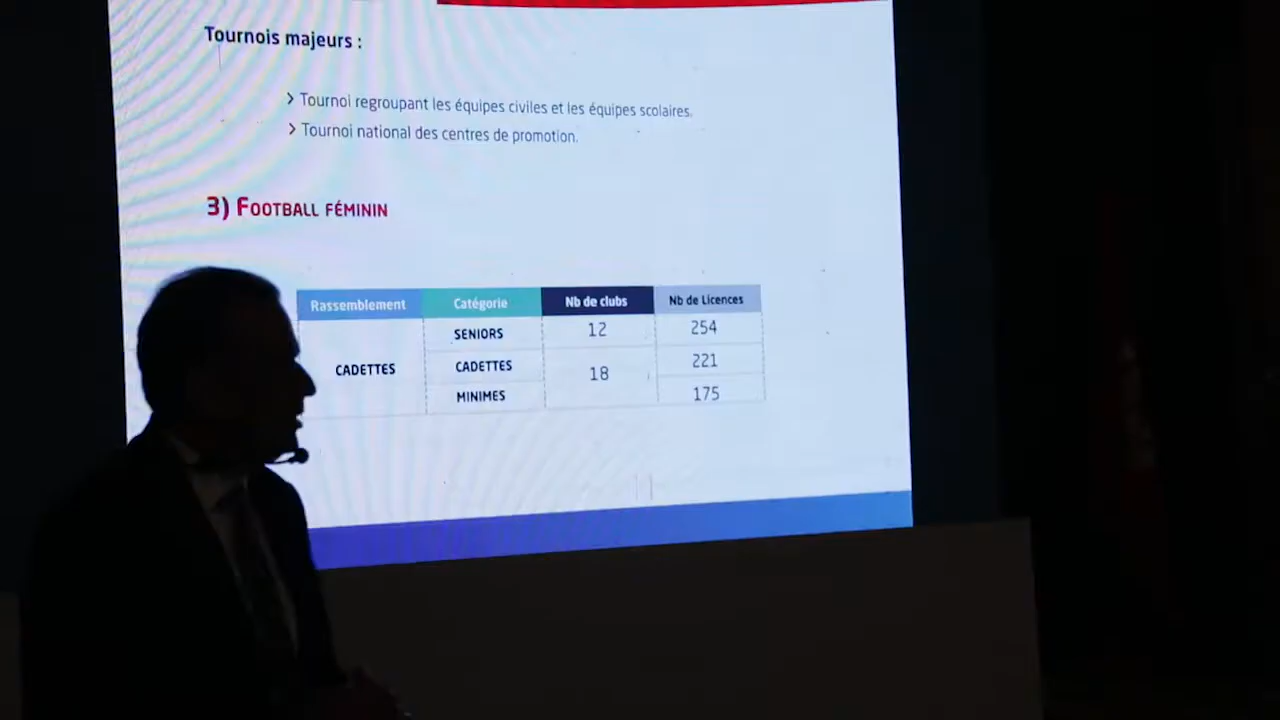 Tournois majeurs :
> Tournoi regroupant les équipes civiles et les équipes scolaires.
> Tournoi national des centres de promotion.
3) FOOTBALL FÉMININ
Rassemblement Catégorie Nb de clubs Nb de Licences
SENIORS 12 254
CADETTES CADETTES 18 221
MINIMES 175